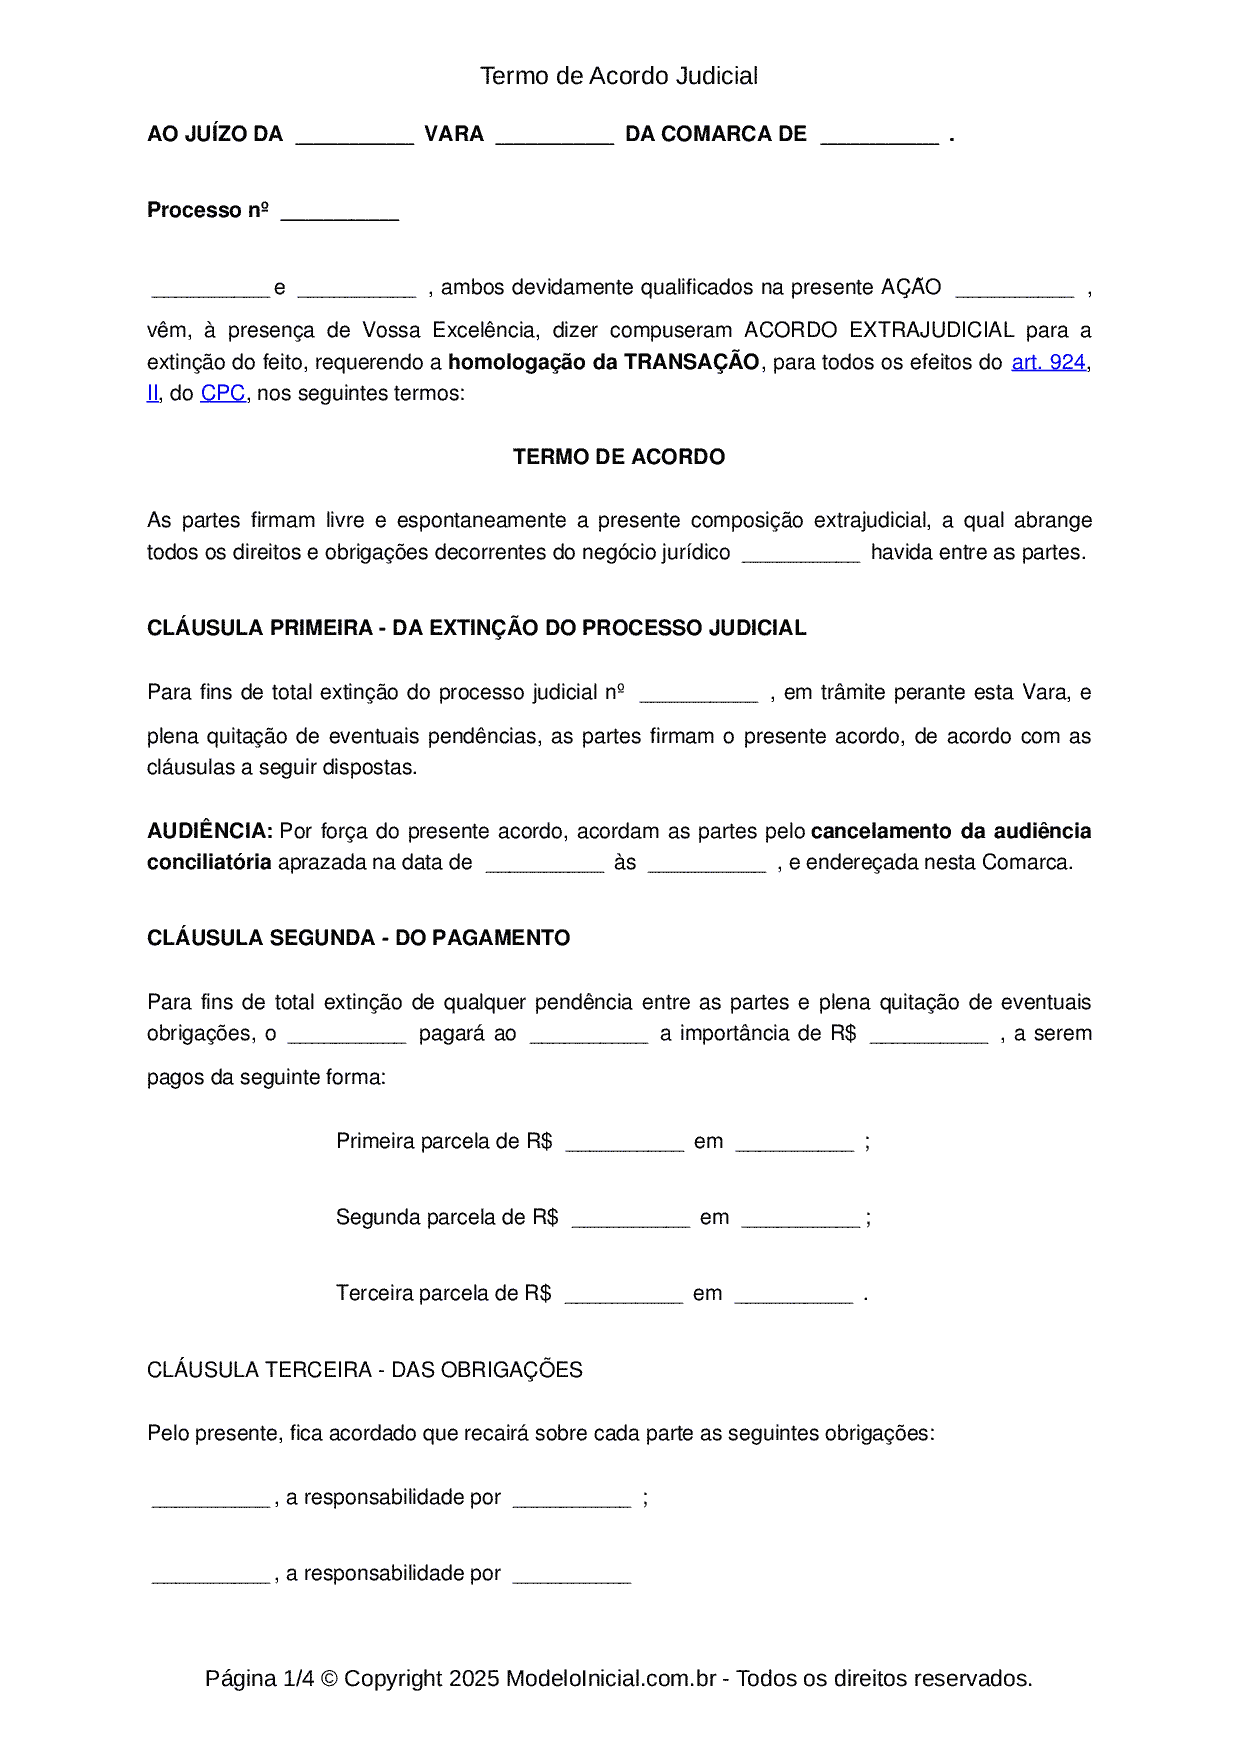 Termo de Acordo Judicial
AO JUÍZO DA __________ VARA __________ DA COMARCA DE __________ .
Processo nº __________
__________ e __________ , ambos devidamente qualificados na presente AÇÃO __________ ,
vêm, à presença de Vossa Excelência, dizer compuseram ACORDO EXTRAJUDICIAL para a
extinção do feito, requerendo a homologação da TRANSAÇÃO, para todos os efeitos do art. 924,
II, do CPC, nos seguintes termos:
TERMO DE ACORDO
As partes firmam livre e espontaneamente a presente composição extrajudicial, a qual abrange
todos os direitos e obrigações decorrentes do negócio jurídico __________ havida entre as partes.
CLÁUSULA PRIMEIRA - DA EXTINÇÃO DO PROCESSO JUDICIAL
Para fins de total extinção do processo judicial nº __________ , em trâmite perante esta Vara, e
plena quitação de eventuais pendências, as partes firmam o presente acordo, de acordo com as
cláusulas a seguir dispostas.
AUDIÊNCIA: Por força do presente acordo, acordam as partes pelo cancelamento da audiência
conciliatória aprazada na data de __________ às __________ , e endereçada nesta Comarca.
CLÁUSULA SEGUNDA - DO PAGAMENTO
Para fins de total extinção de qualquer pendência entre as partes e plena quitação de eventuais
obrigações, o __________ pagará ao __________ a importância de R$ __________ , a serem
pagos da seguinte forma:
Primeira parcela de R$ __________ em __________ ;
Segunda parcela de R$ __________ em __________ ;
Terceira parcela de R$ __________ em __________ .
CLÁUSULA TERCEIRA - DAS OBRIGAÇÕES
Pelo presente, fica acordado que recairá sobre cada parte as seguintes obrigações:
__________ , a responsabilidade por __________ ;
__________ , a responsabilidade por __________
Página 1/4 © Copyright 2025 ModeloInicial.com.br - Todos os direitos reservados.